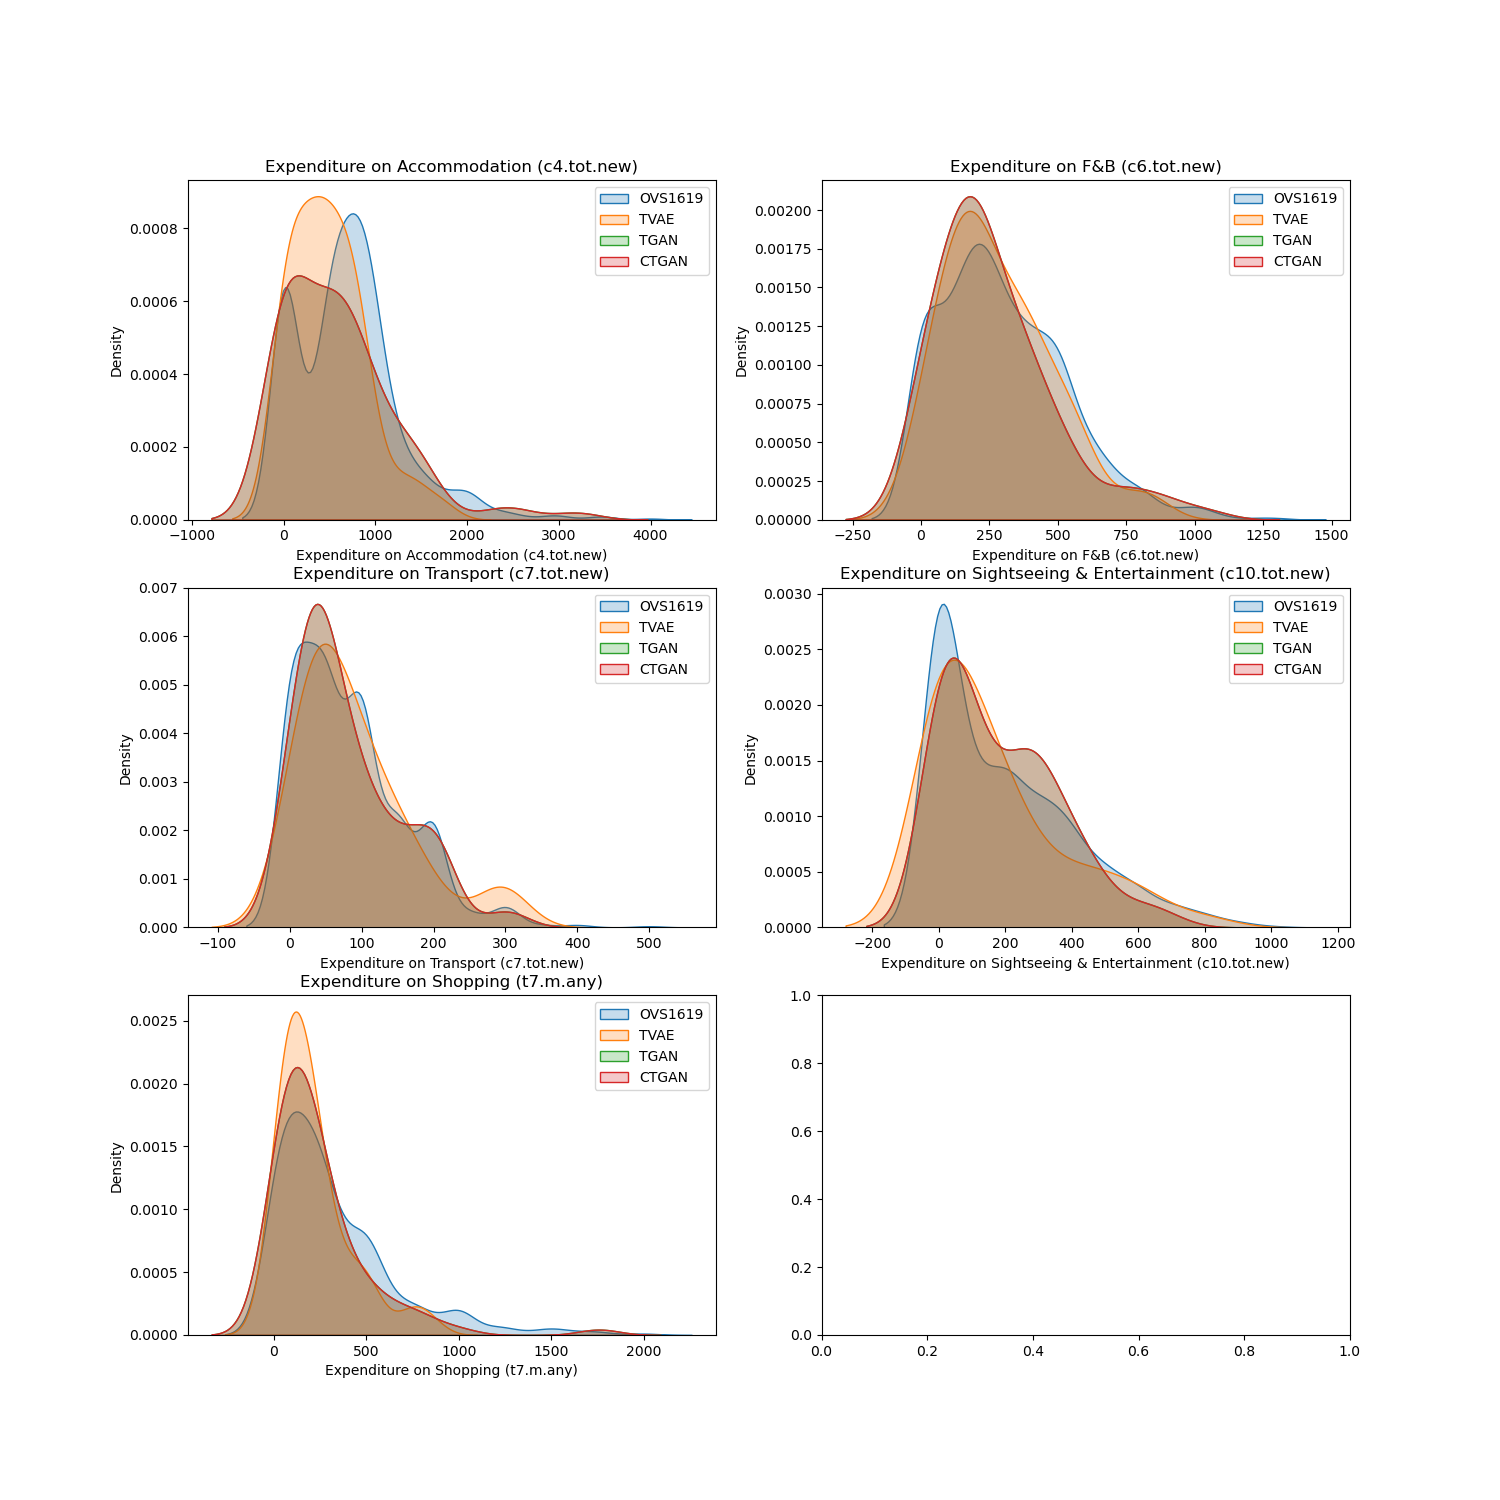 Expenditure on Accommodation (c4.tot.new)
0.0008
0.0006
0.0004
0.0002
0.0000
Density
−1000 0 1000 2000 3000 4000
Expenditure on Accommodation (c4.tot.new)
OVS1619
TVAE
TGAN
CTGAN
Expenditure on F&B (c6.tot.new)
0.00200
0.00175
0.00150
0.00125
0.00100
0.00075
0.00050
0.00025
0.00000
Density
−250 0 250 500 750 1000 1250 1500
Expenditure on F&B (c6.tot.new)
OVS1619
TVAE
TGAN
CTGAN
Expenditure on Transport (c7.tot.new)
0.007
0.006
0.005
0.004
0.003
0.002
0.001
0.000
Density
−100 0 100 200 300 400 500
Expenditure on Transport (c7.tot.new)
OVS1619
TVAE
TGAN
CTGAN
Expenditure on Sightseeing & Entertainment (c10.tot.new)
0.0030
0.0025
0.0020
0.0015
0.0010
0.0005
0.0000
Density
−200 0 200 400 600 800 1000 1200
Expenditure on Sightseeing & Entertainment (c10.tot.new)
OVS1619
TVAE
TGAN
CTGAN
Expenditure on Shopping (t7.m.any)
0.0025
0.0020
0.0015
0.0010
0.0005
0.0000
Density
0 500 1000 1500 2000
Expenditure on Shopping (t7.m.any)
OVS1619
TVAE
TGAN
CTGAN
1.0
0.8
0.6
0.4
0.2
0.0
0.0 0.2 0.4 0.6 0.8 1.0